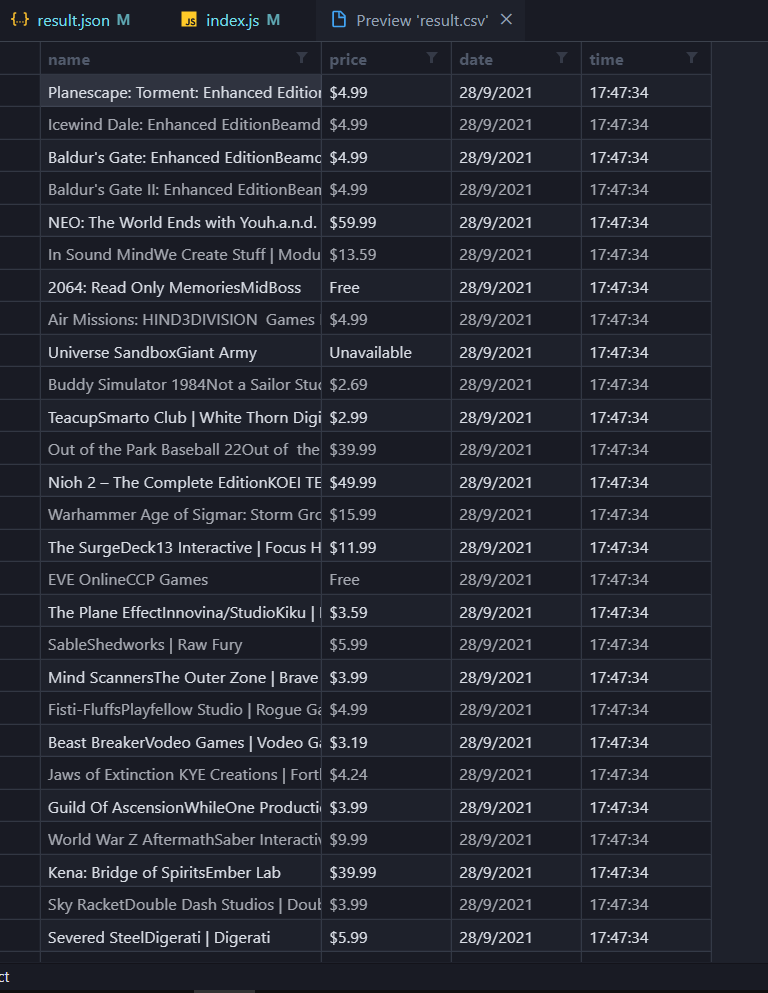 {..} result.json M JS index.js M Preview 'result.csv' ×
name price date time
Planescape: Torment: Enhanced Edition $4.99 28/9/2021 17:47:34
Icewind Dale: Enhanced EditionBeamd $4.99 28/9/2021 17:47:34
Baldur's Gate: Enhanced EditionBeamd $4.99 28/9/2021 17:47:34
Baldur's Gate II: Enhanced EditionBeam $4.99 28/9/2021 17:47:34
NEO: The World Ends with Youh.a.n.d. $59.99 28/9/2021 17:47:34
In Sound MindWe Create Stuff | Modu $13.59 28/9/2021 17:47:34
2064: Read Only MemoriesMidBoss Free 28/9/2021 17:47:34
Air Missions: HIND3DIVISION Games $4.99 28/9/2021 17:47:34
Universe SandboxGiant Army Unavailable 28/9/2021 17:47:34
Buddy Simulator 1984Not a Sailor Stud $2.69 28/9/2021 17:47:34
TeacupSmarto Club | White Thorn Digi $2.99 28/9/2021 17:47:34
Out of the Park Baseball 22Out of the $39.99 28/9/2021 17:47:34
Nioh 2 – The Complete EditionKOEI TE $49.99 28/9/2021 17:47:34
Warhammer Age of Sigmar: Storm Gro $15.99 28/9/2021 17:47:34
The SurgeDeck13 Interactive | Focus H $11.99 28/9/2021 17:47:34
EVE OnlineCCP Games Free 28/9/2021 17:47:34
The Plane EffectInnovina/StudioKiku | $3.59 28/9/2021 17:47:34
SableShedworks | Raw Fury $5.99 28/9/2021 17:47:34
Mind ScannersThe Outer Zone | Brave $3.99 28/9/2021 17:47:34
Fisti-FluffsPlayfellow Studio | Rogue Ga $4.99 28/9/2021 17:47:34
Beast BreakerVodeo Games | Vodeo Ga $3.19 28/9/2021 17:47:34
Jaws of Extinction KYE Creations | Fort $4.24 28/9/2021 17:47:34
Guild Of AscensionWhileOne Producti $3.99 28/9/2021 17:47:34
World War Z AftermathSaber Interactiv $9.99 28/9/2021 17:47:34
Kena: Bridge of SpiritsEmber Lab $39.99 28/9/2021 17:47:34
Sky RacketDouble Dash Studios | Doub $3.99 28/9/2021 17:47:34
Severed SteelDigerati | Digerati $5.99 28/9/2021 17:47:34
ct